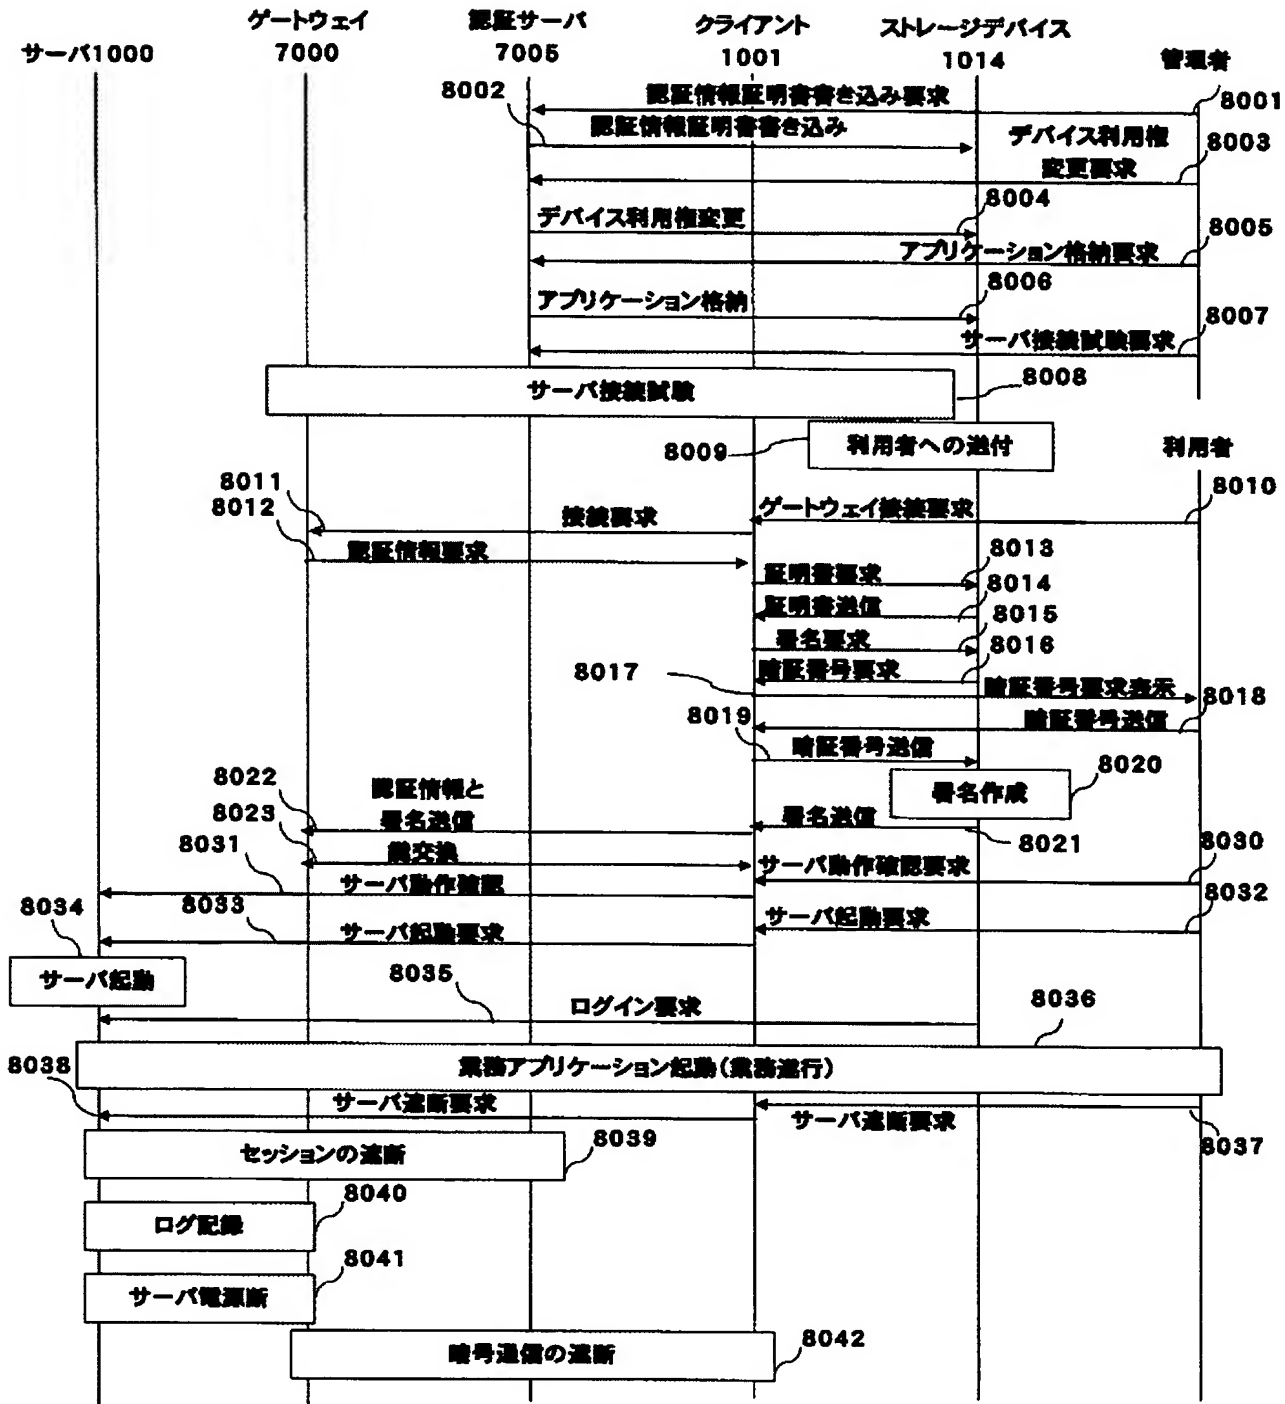 ゲートウェイ 認証サーバ クライアント ストレージデバイス
サーバ1000 7000 7005 1001 1014 管理者
8002 認証情報証明書書き込み要求 8001
認証情報証明書書き込み デバイス利用権
変更要求 8003
デバイス利用権変更 8004
アプリケーション格納要求 8005
アプリケーション格納 8006
サーバ接続試験要求 8007
サーバ接続試験 8008
8009 利用者への送付 利用者
8011 ゲートウェイ接続要求 8010
8012 接続要求
認証情報要求
証明書要求 8013
証明書送信 8014
署名要求 8015
暗証番号要求 8016
8017 暗証番号要求表示
8019 暗証番号送信 8018
暗証番号送信
8022 認証情報と 署名作成 8020
8023 署名送信 署名送信 8021
8031 鍵交換 サーバ動作確認要求 8030
サーバ動作確認
8034 8033 サーバ起動要求 サーバ起動要求 8032
サーバ起動 8035 ログイン要求
8036
8038 業務アプリケーション起動(業務遂行)
サーバ遮断要求 サーバ遮断要求 8037
セッションの遮断 8039
ログ記録 8040
サーバ電源断 8041
暗号通信の遮断 8042